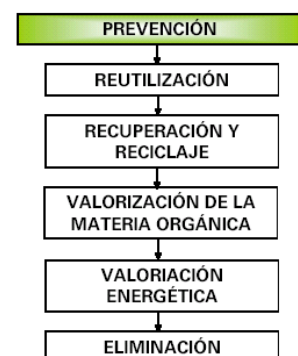 PREVENCIÓN
REUTILIZACIÓN
RECUPERACIÓN Y
RECICLAJE
VALORIZACIÓN DE LA
MATERIA ORGÁNICA
VALORIACIÓN
ENERGÉTICA
ELIMINACIÓN